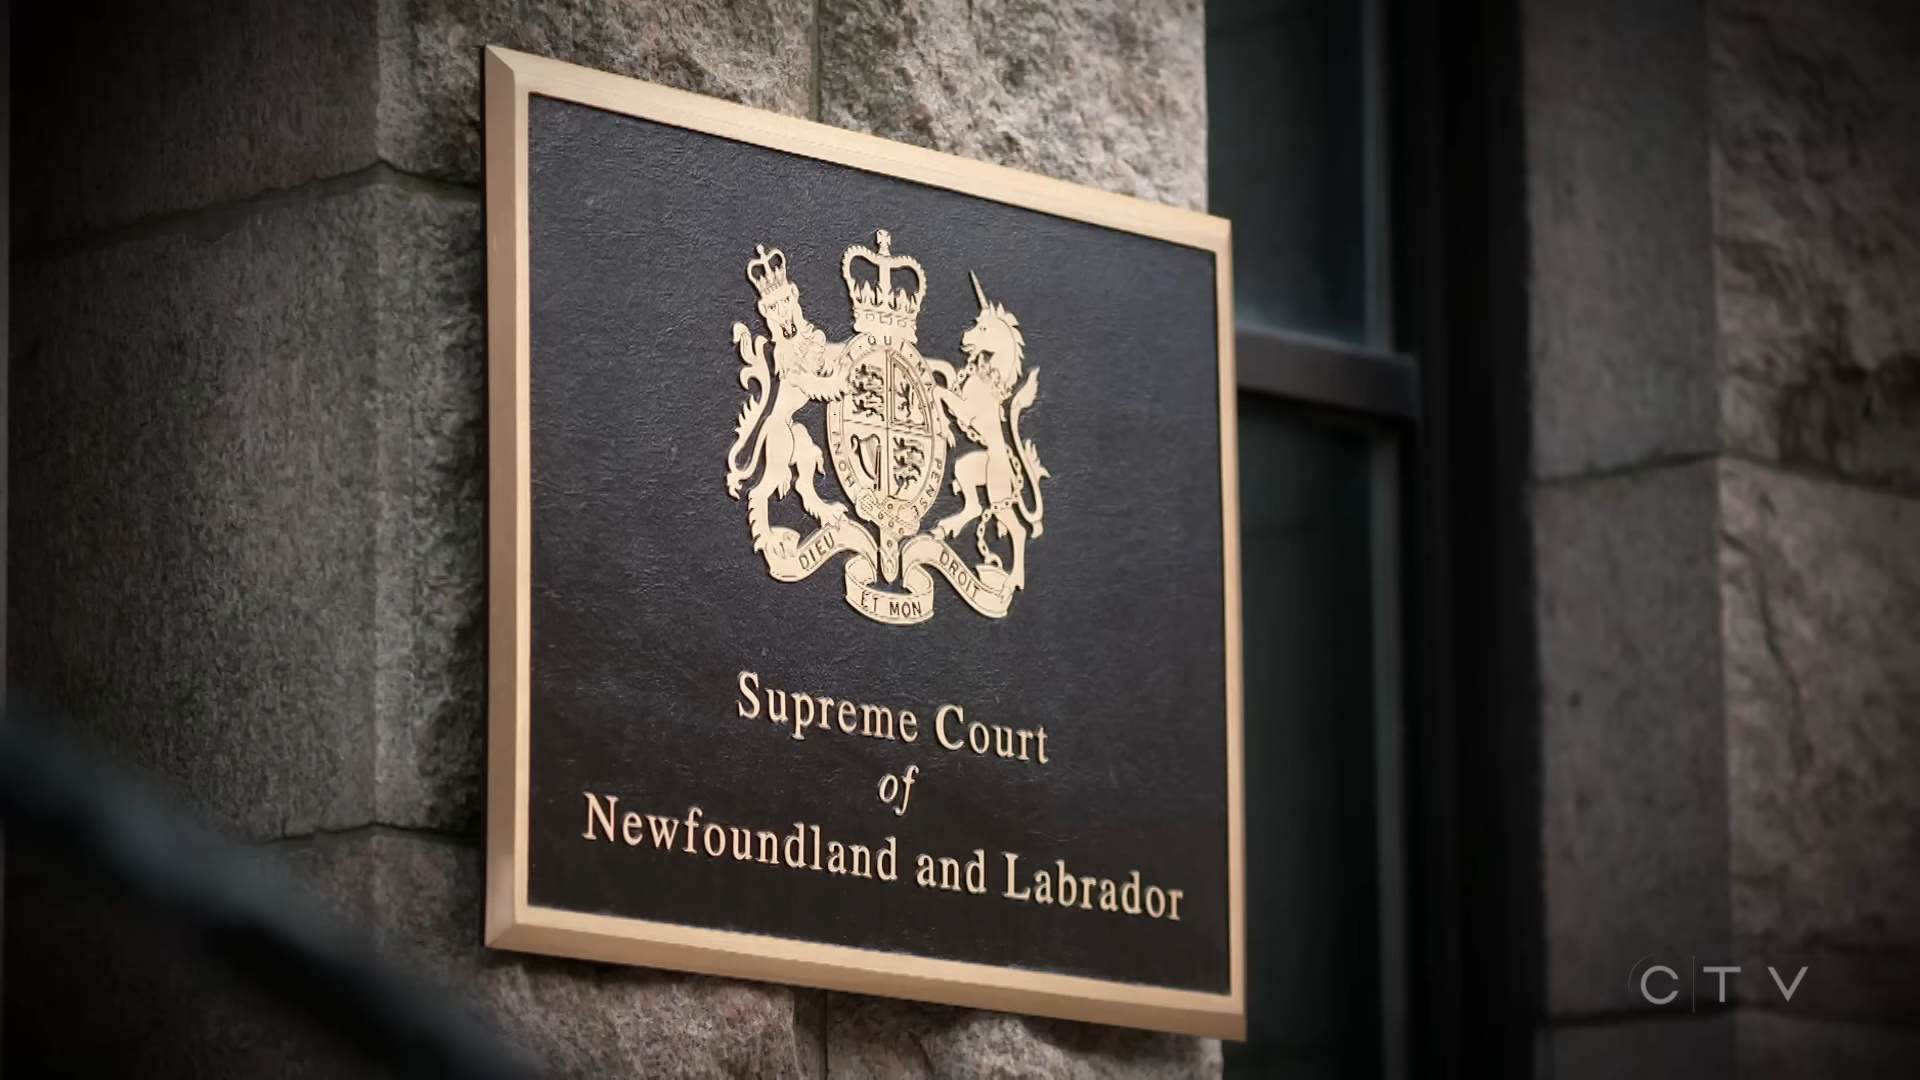 HONI SOIT QUI MAL Y PENSE
DIEU ET MON DROIT
Supreme Court
of
Newfoundland and Labrador
CTV